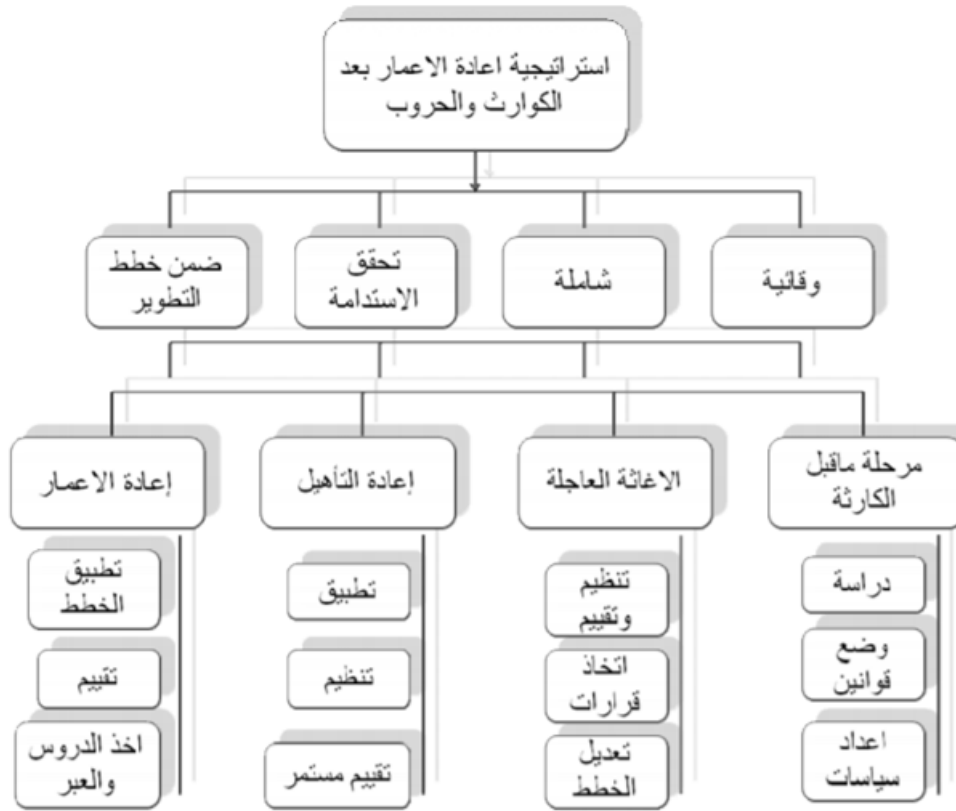 استراتيجية اعادة الاعمار بعد
الكوارث والحروب
وقائية
شاملة
تحقق
الاستدامة
ضمن خطط
التطوير
مرحلة ماقبل
الكارثة
الاغاثة العاجلة
إعادة التأهيل
إعادة الاعمار
دراسة
وضع
قوانين
اعداد
سياسات
تنظيم
وتقييم
اتخاذ
قرارات
تعديل
الخطط
تطبيق
تنظيم
تقييم مستمر
تطبيق
الخطط
تقييم
اخذ الدروس
والعبر